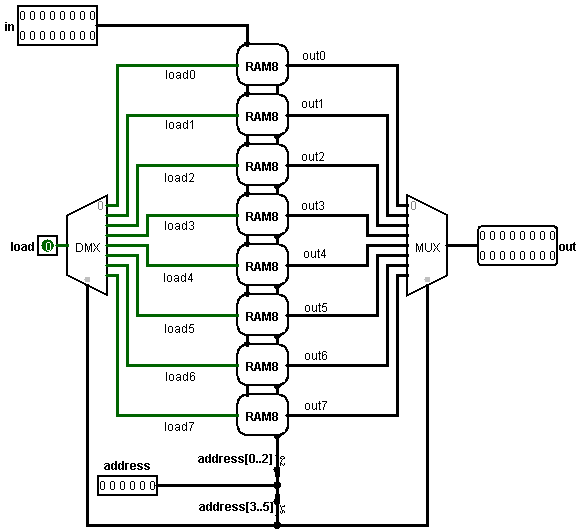 in
0 0 0 0 0 0 0 0
0 0 0 0 0 0 0 0
RAM8
load0
out0
RAM8
load1
out1
RAM8
load2
out2
0
0
RAM8
load3
out3
load
0
DMX
MUX
0 0 0 0 0 0 0 0
0 0 0 0 0 0 0 0
out
RAM8
load4
out4
RAM8
load5
out5
RAM8
load6
out6
RAM8
load7
out7
address[0..2]
address
0 0 0 0 0 0
address[3..5]